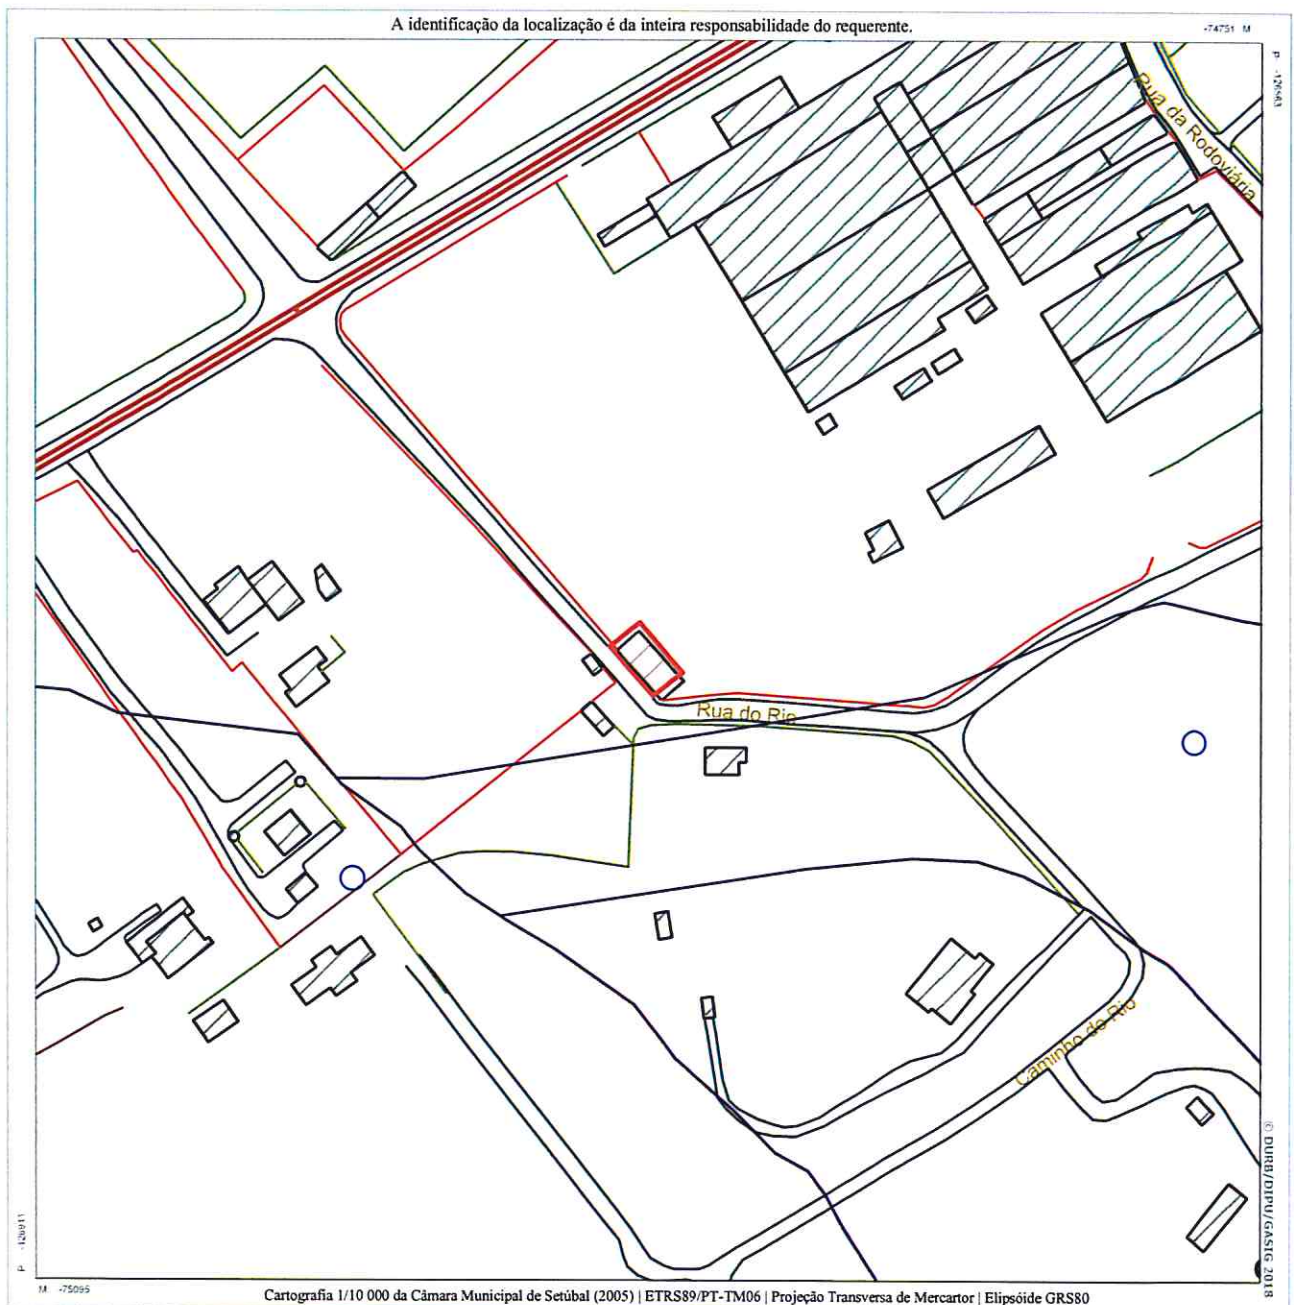 A identificação da localização é da inteira responsabilidade do requerente.
-74751 M
P -126563
Rua da Rodoviária
Rua do Rio
Caminho do Rio
© DURB/DIPU/GASIG 2018
P -126911
M -75095
Cartografia 1/10 000 da Câmara Municipal de Setúbal (2005) | ETRS89/PT-TM06 | Projeção Transversa de Mercartor | Elipsóide GRS80